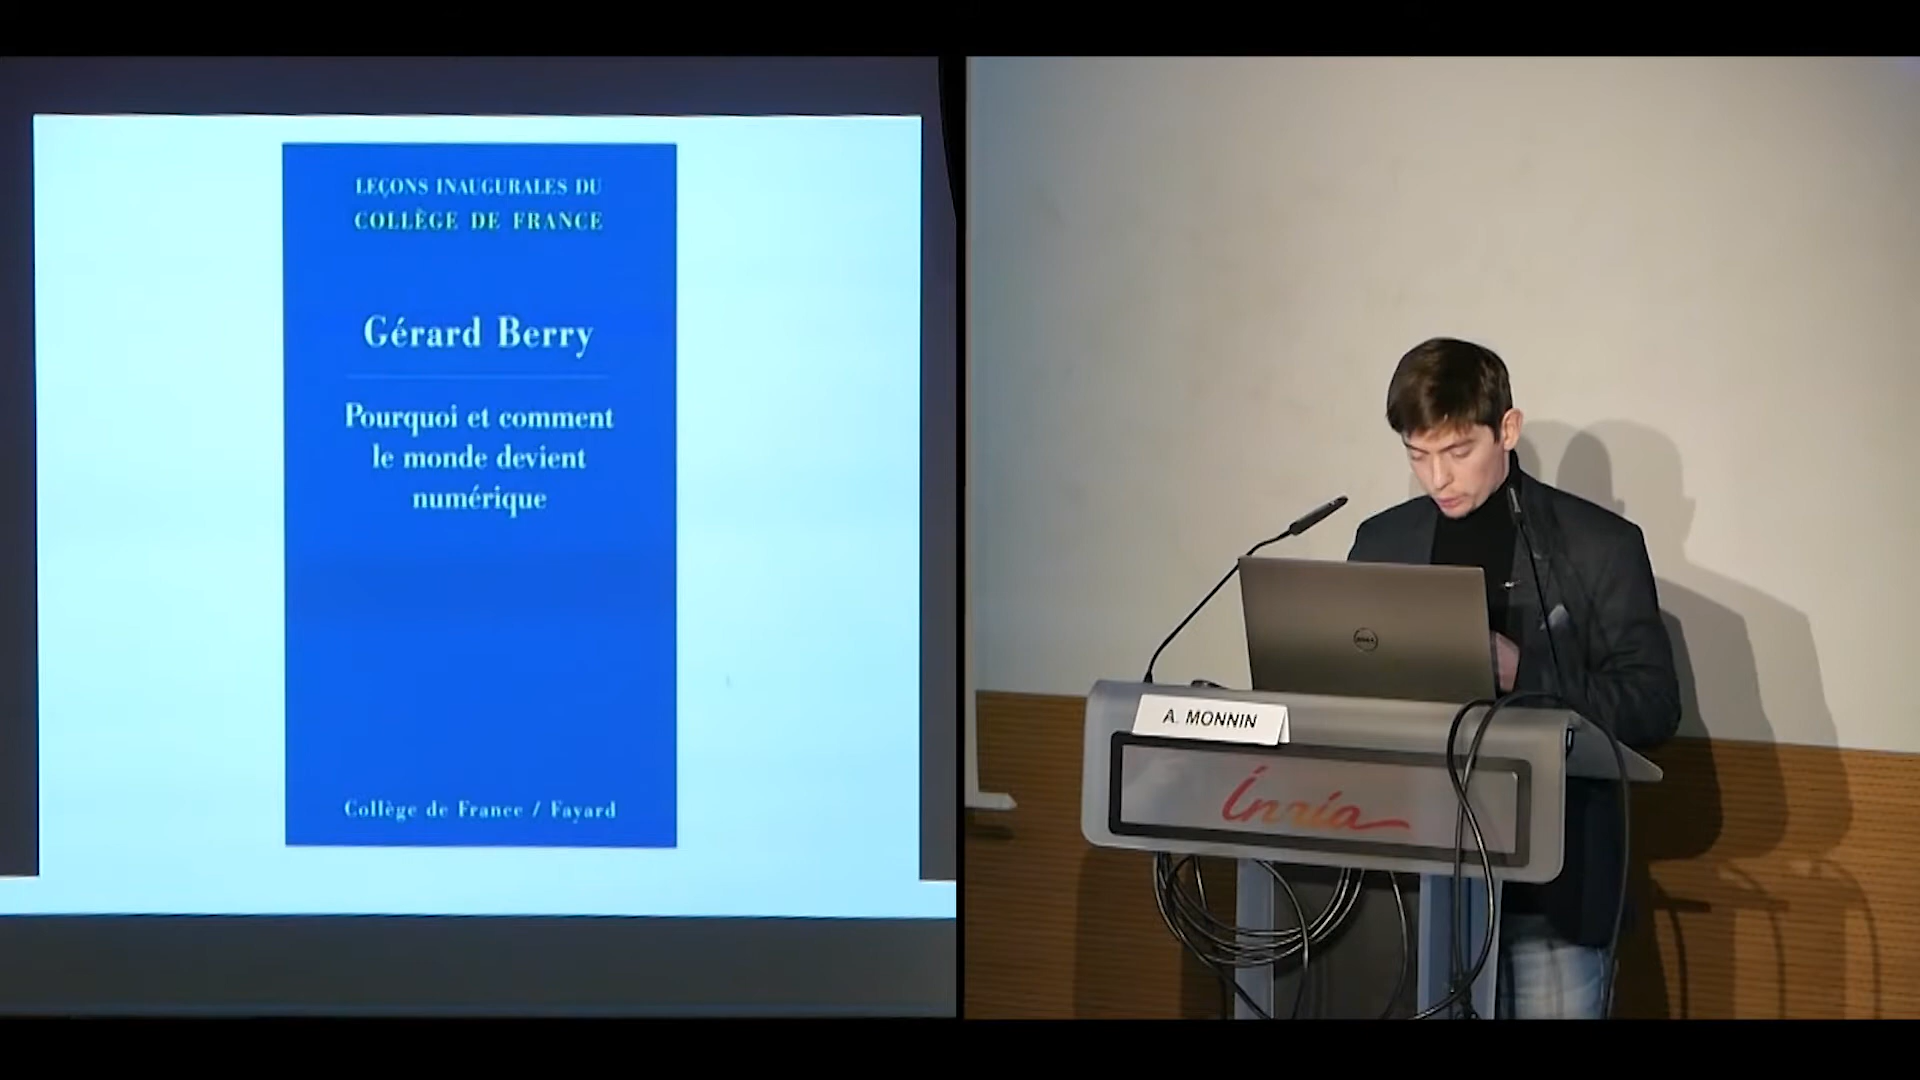 LEÇONS INAUGURALES DU
COLLÈGE DE FRANCE
Gérard Berry
Pourquoi et comment
le monde devient
numérique
Collège de France / Fayard
DELL
A. MONNIN
Inria